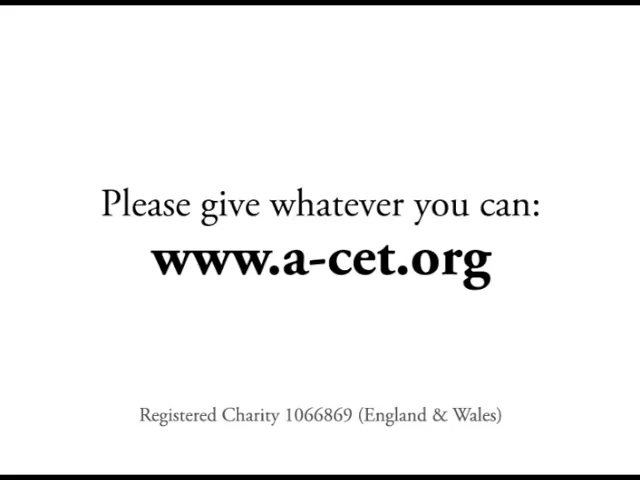 Please give whatever you can:
www.a-cet.org
Registered Charity 1066869 (England & Wales)